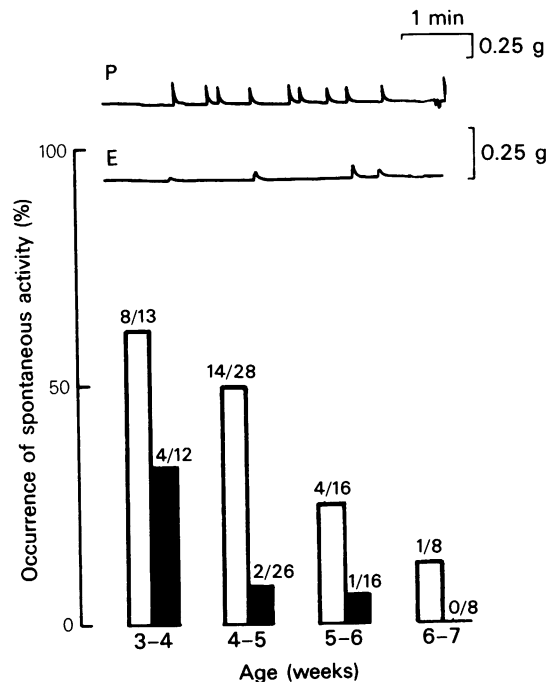 1 min
0.25 g
P
E
0.25 g
100
50
0
Occurrence of spontaneous activity (%)
8/13
4/12
14/28
2/26
4/16
1/16
1/8
0/8
3–4
4–5
5–6
6–7
Age (weeks)